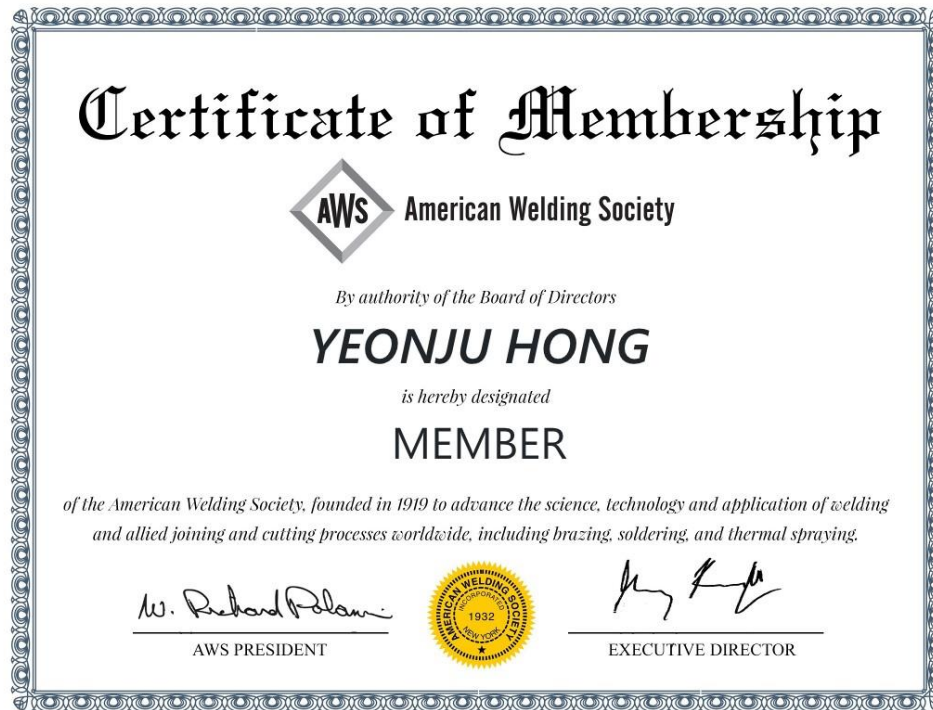 Certificate of Membership
AWS American Welding Society
By authority of the Board of Directors
YEONJU HONG
is hereby designated
MEMBER
of the American Welding Society, founded in 1919 to advance the science, technology and application of welding
and allied joining and cutting processes worldwide, including brazing, soldering, and thermal spraying.
W. Richard Polanin
AMERICAN WELDING SOCIETY
INCORPORATED
1932
NEW YORK
AWS PRESIDENT
EXECUTIVE DIRECTOR